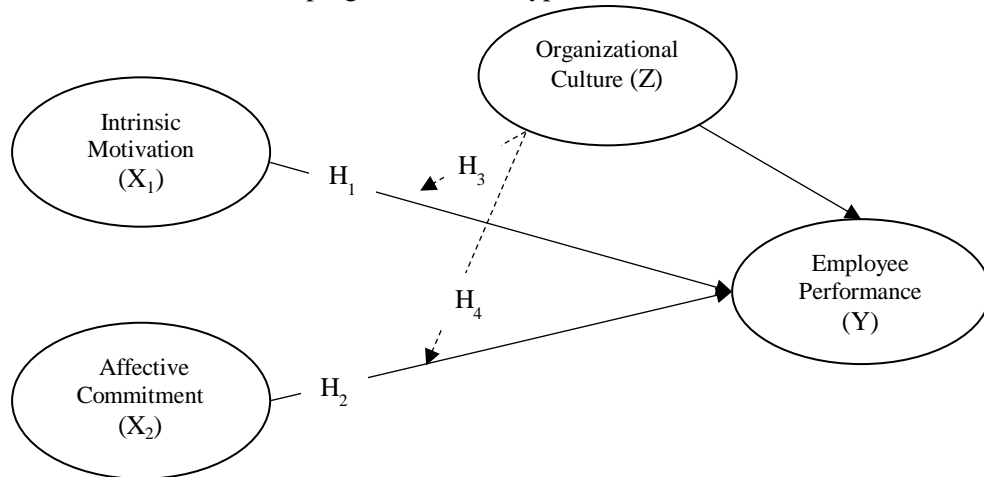 Organizational
Culture (Z)
Intrinsic
Motivation
(X₁)
H₁
H₃
Employee
Performance
(Y)
H₄
Affective
Commitment
(X₂)
H₂